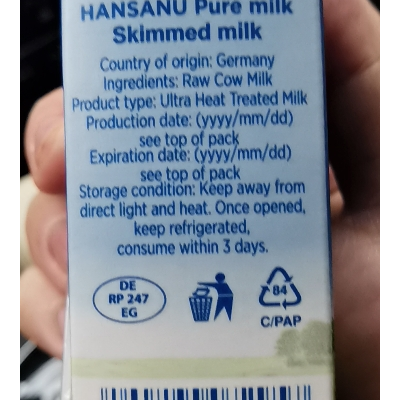 HANSANU Pure milk
Skimmed milk
Country of origin: Germany
Ingredients: Raw Cow Milk
Product type: Ultra Heat Treated Milk
Production date: (yyyy/mm/dd)
see top of pack
Expiration date: (yyyy/mm/dd)
see top of pack
Storage condition: Keep away from
direct light and heat. Once opened,
keep refrigerated,
consume within 3 days.
DE
RP 247
EG
84
C/PAP